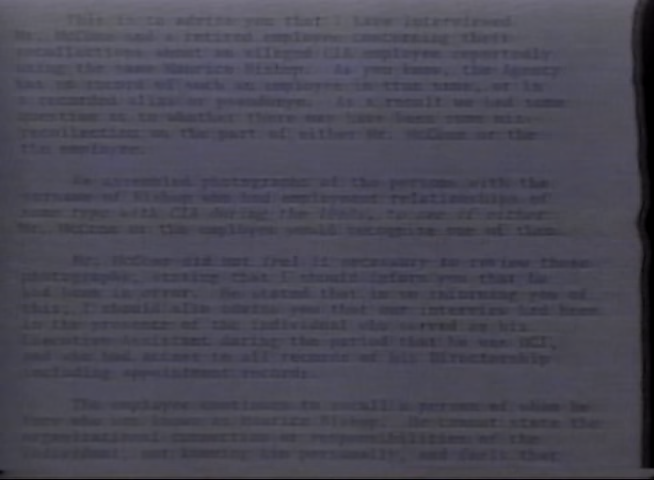 This is to advise you that I have interviewed
Mr. McCone and a retired employee concerning their
recollections about an alleged CIA employee reportedly
using the name Maurice Bishop. As you know, the Agency
has no record of such an employee in that name, or in
a recorded alias or pseudonym. As a result we had some
question as to whether there may have been some mis-
recollection on the part of either Mr. McCone or the
the employee.
We assembled photographs of the persons with the
surname of Bishop who had employment relationships of
some type with CIA during the 1960s, to see if either
Mr. McCone or the employee would recognize one of them.
Mr. McCone did not feel it necessary to review those
photographs, stating that I should inform you that he
had been in error. He stated that in so informing you of
this, I should also advise you that our interview had been
in the presence of the individual who served as his
Executive Assistant during the period that he was DCI,
and who had access to all records of his Directorship
including appointment records.
The employee continues to recall a person of whom he
knew who was known as Maurice Bishop. He cannot state the
organizational connection or responsibilities of the
individual, not knowing him personally, and feels that